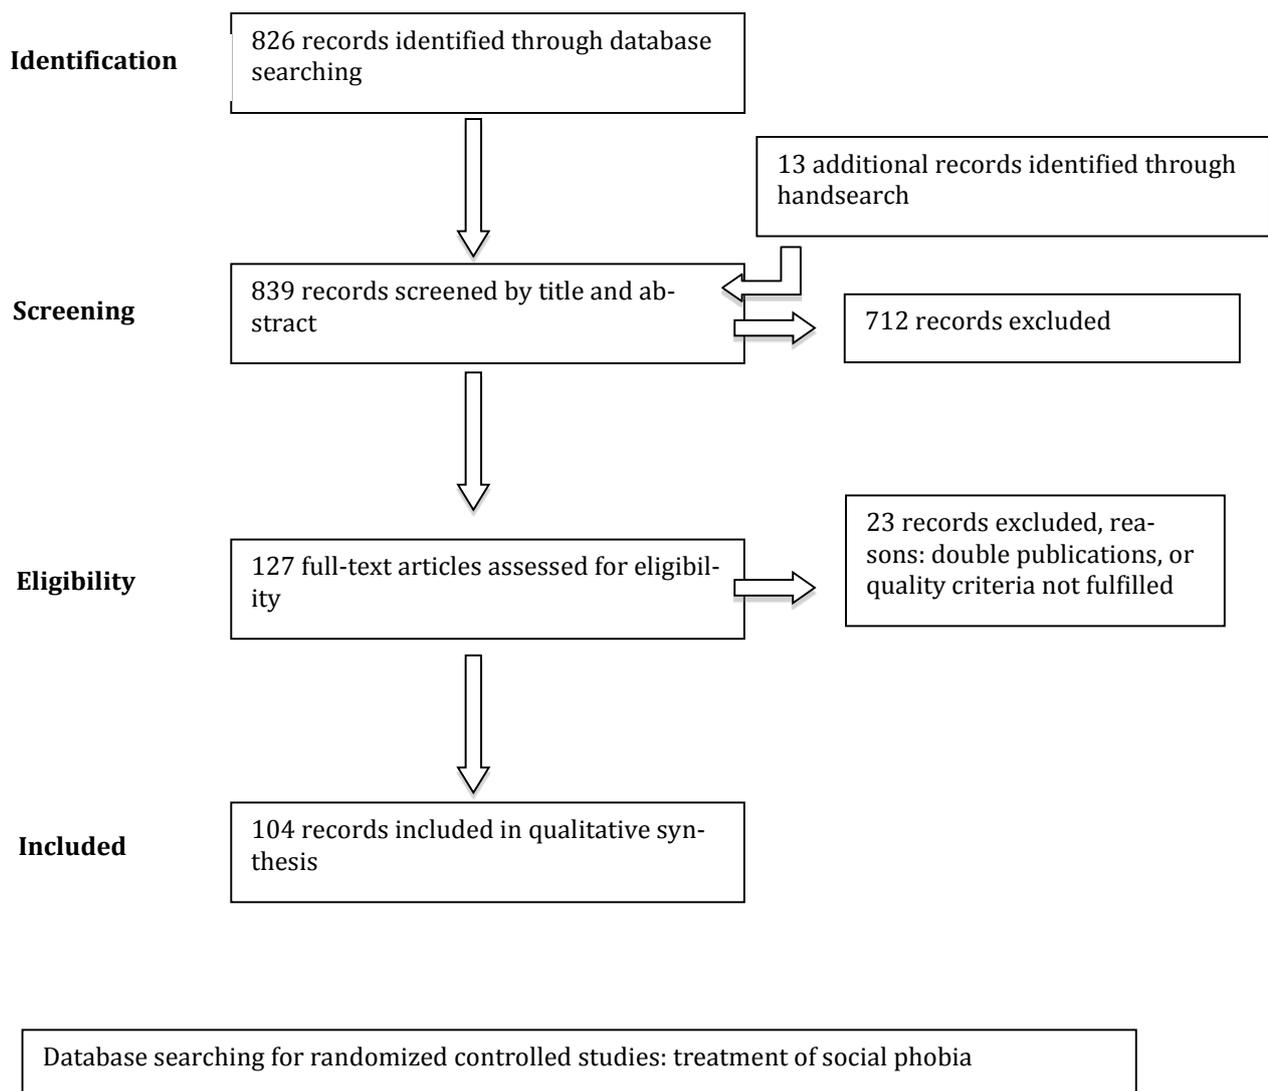 Identification
826 records identified through database
searching
13 additional records identified through
handsearch
Screening
839 records screened by title and ab-
stract
712 records excluded
Eligibility
127 full-text articles assessed for eligibil-
ity
23 records excluded, rea-
sons: double publications, or
quality criteria not fulfilled
Included
104 records included in qualitative syn-
thesis
Database searching for randomized controlled studies: treatment of social phobia